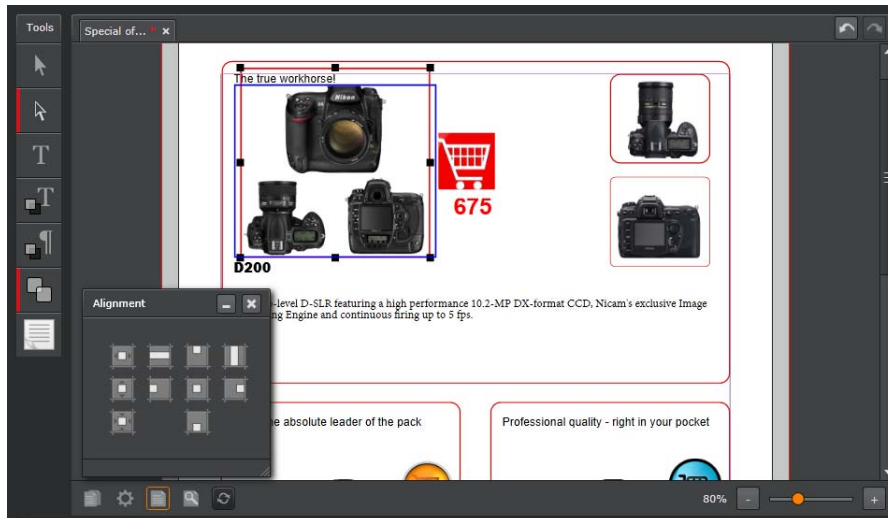 Tools
Special of... *
T
T
¶
The true workhorse!
Nikon
675
D200
-level D-SLR featuring a high performance 10.2-MP DX-format CCD, Nicam's exclusive Image
ng Engine and continuous firing up to 5 fps.
Alignment
e absolute leader of the pack
Professional quality - right in your pocket
80%